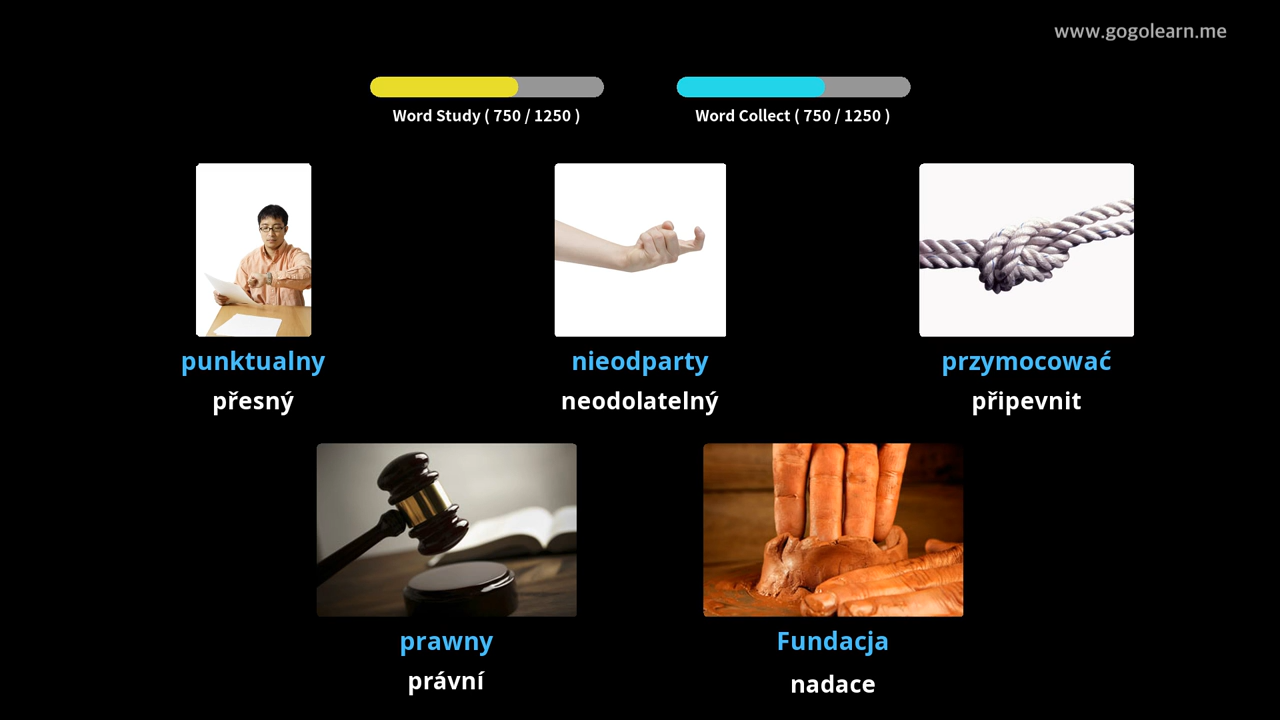 www.gogolearn.me
Word Study ( 750 / 1250 )
Word Collect ( 750 / 1250 )
punktualny
přesný
nieodparty
neodolatelný
przymocować
připevnit
prawny
právní
Fundacja
nadace